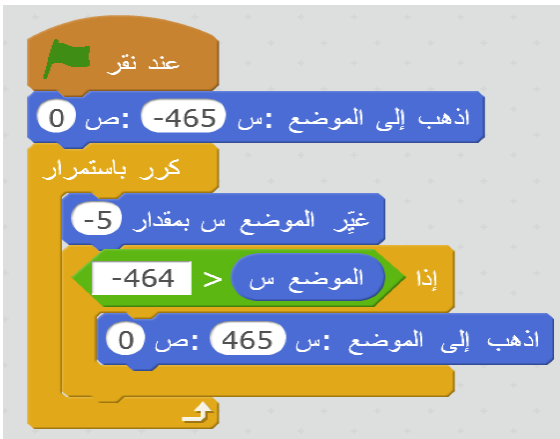 عند نقر
اذهب إلى الموضع :س 465- :ص 0
كرر باستمرار
غيِّر الموضع س بمقدار 5-
إذا الموضع س > 464-
اذهب إلى الموضع :س 465 :ص 0